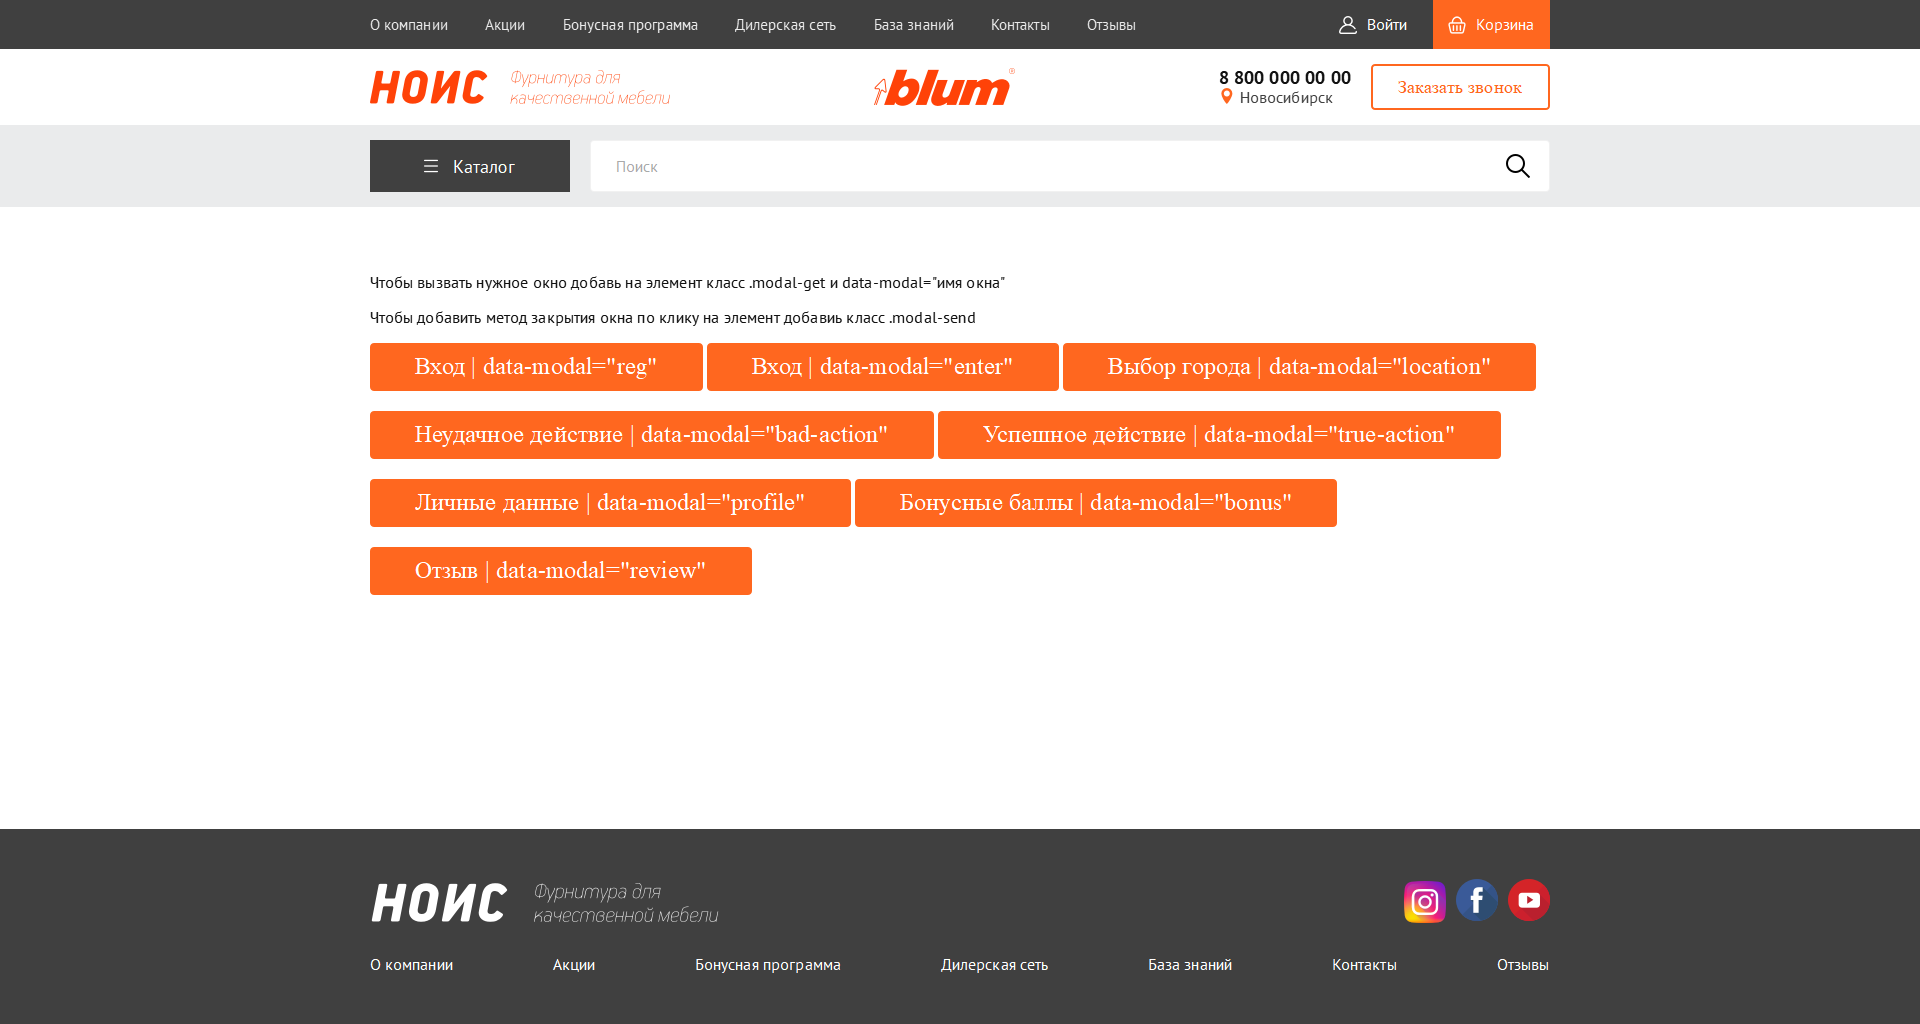 О компании Акции Бонусная программа Дилерская сеть База знаний Контакты Отзывы Войти Корзина
НОИС Фурнитура для качественной мебели blum® 8 800 000 00 00 Новосибирск Заказать звонок
Каталог Поиск
Чтобы вызвать нужное окно добавь на элемент класс .modal-get и data-modal="имя окна"
Чтобы добавить метод закрытия окна по клику на элемент добавиь класс .modal-send
Вход | data-modal="reg" Вход | data-modal="enter" Выбор города | data-modal="location"
Неудачное действие | data-modal="bad-action" Успешное действие | data-modal="true-action"
Личные данные | data-modal="profile" Бонусные баллы | data-modal="bonus"
Отзыв | data-modal="review"
НОИС Фурнитура для
качественной мебели
О компании Акции Бонусная программа Дилерская сеть База знаний Контакты Отзывы